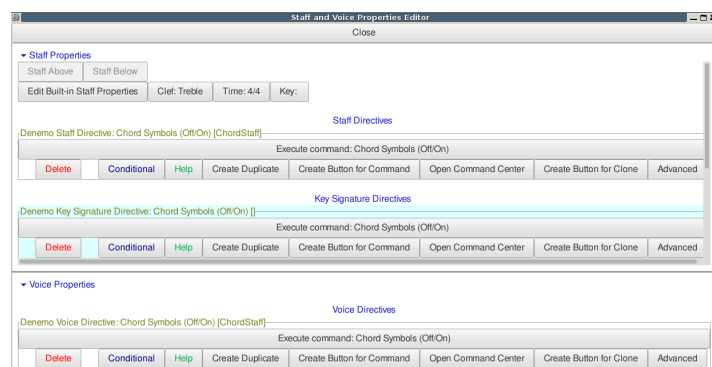 Staff and Voice Properties Editor
Close
Staff Properties
Staff Above Staff Below
Edit Built-in Staff Properties Clef: Treble Time: 4/4 Key:
Staff Directives
Denemo Staff Directive: Chord Symbols (Off/On) [ChordStaff]
Execute command: Chord Symbols (Off/On)
Delete Conditional Help Create Duplicate Create Button for Command Open Command Center Create Button for Clone Advanced
Key Signature Directives
Denemo Key Signature Directive: Chord Symbols (Off/On) []
Execute command: Chord Symbols (Off/On)
Delete Conditional Help Create Duplicate Create Button for Command Open Command Center Create Button for Clone Advanced
Voice Properties
Voice Directives
Denemo Voice Directive: Chord Symbols (Off/On) [ChordStaff]
Execute command: Chord Symbols (Off/On)
Delete Conditional Help Create Duplicate Create Button for Command Open Command Center Create Button for Clone Advanced